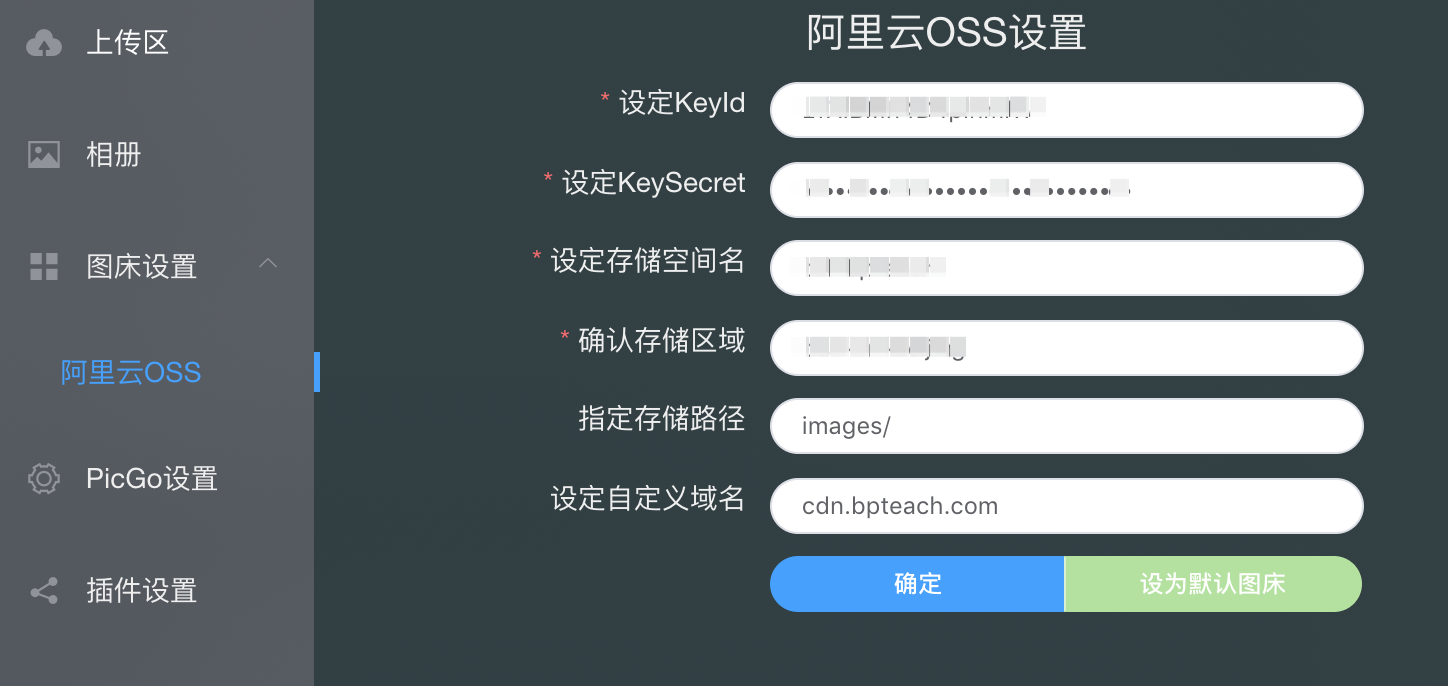 上传区
相册
图床设置
阿里云OSS
PicGo设置
插件设置
阿里云OSS设置
* 设定KeyId
* 设定KeySecret
* 设定存储空间名
* 确认存储区域
指定存储路径
images/
设定自定义域名
cdn.bpteach.com
确定
设为默认图床